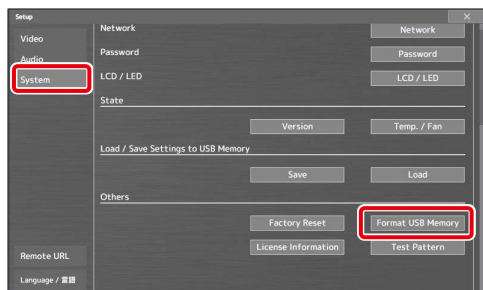 Setup
Video
Audio
System
Remote URL
Language / 言語
Network Network
Password Password
LCD / LED LCD / LED
State
Version Temp. / Fan
Load / Save Settings to USB Memory
Save Load
Others
Factory Reset Format USB Memory
License Information Test Pattern